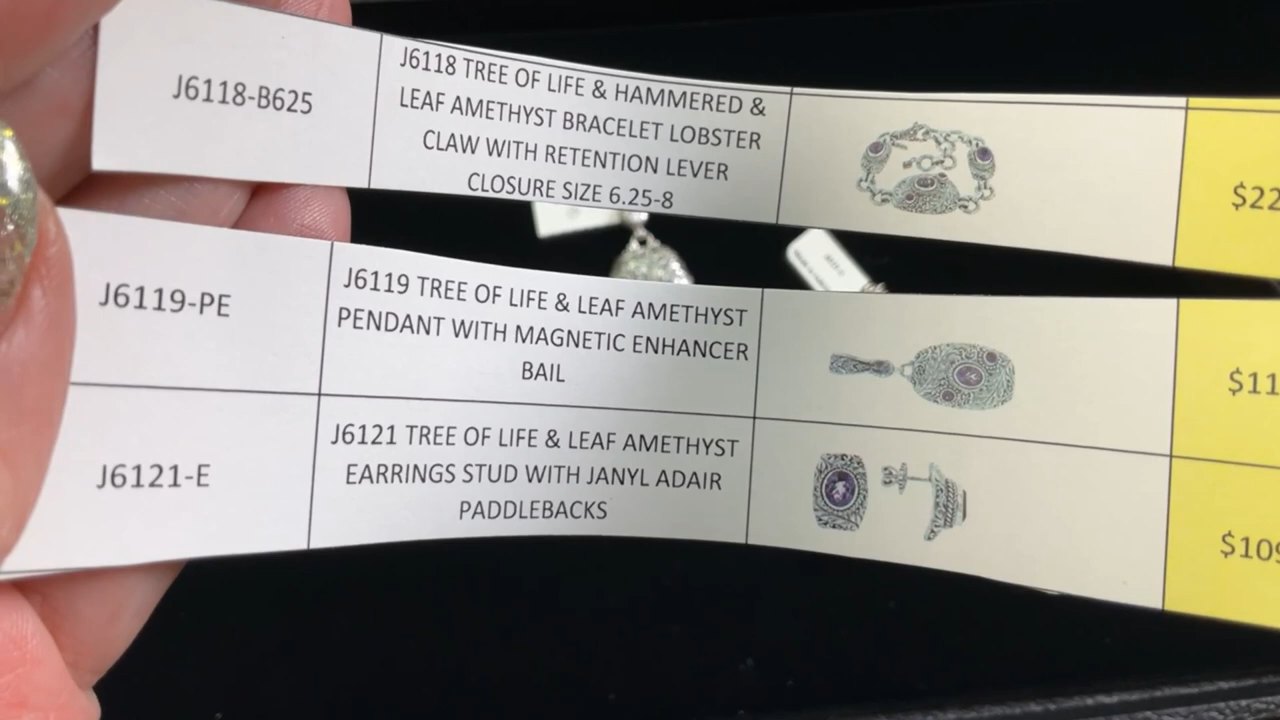 J6118-B625
J6118 TREE OF LIFE & HAMMERED &
LEAF AMETHYST BRACELET LOBSTER
CLAW WITH RETENTION LEVER
CLOSURE SIZE 6.25-8
$22
J6119-PE
J6119 TREE OF LIFE & LEAF AMETHYST
PENDANT WITH MAGNETIC ENHANCER
BAIL
$11
J6121-E
J6121 TREE OF LIFE & LEAF AMETHYST
EARRINGS STUD WITH JANYL ADAIR
PADDLEBACKS
$109